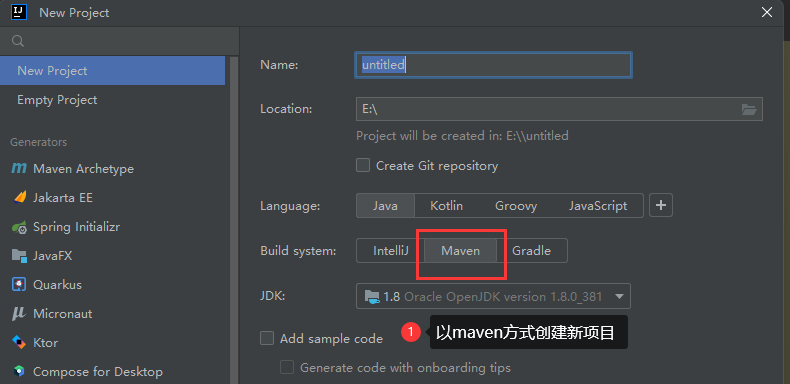 New Project
New Project
Empty Project
Generators
Maven Archetype
Jakarta EE
Spring Initializr
JavaFX
Quarkus
Micronaut
Ktor
Compose for Desktop
Name: untitled
Location: E:\
Project will be created in: E:\\untitled
Create Git repository
Language: Java Kotlin Groovy JavaScript +
Build system: IntelliJ Maven Gradle
JDK: 1.8 Oracle OpenJDK version 1.8.0_381
1 以maven方式创建新项目
Add sample code
Generate code with onboarding tips